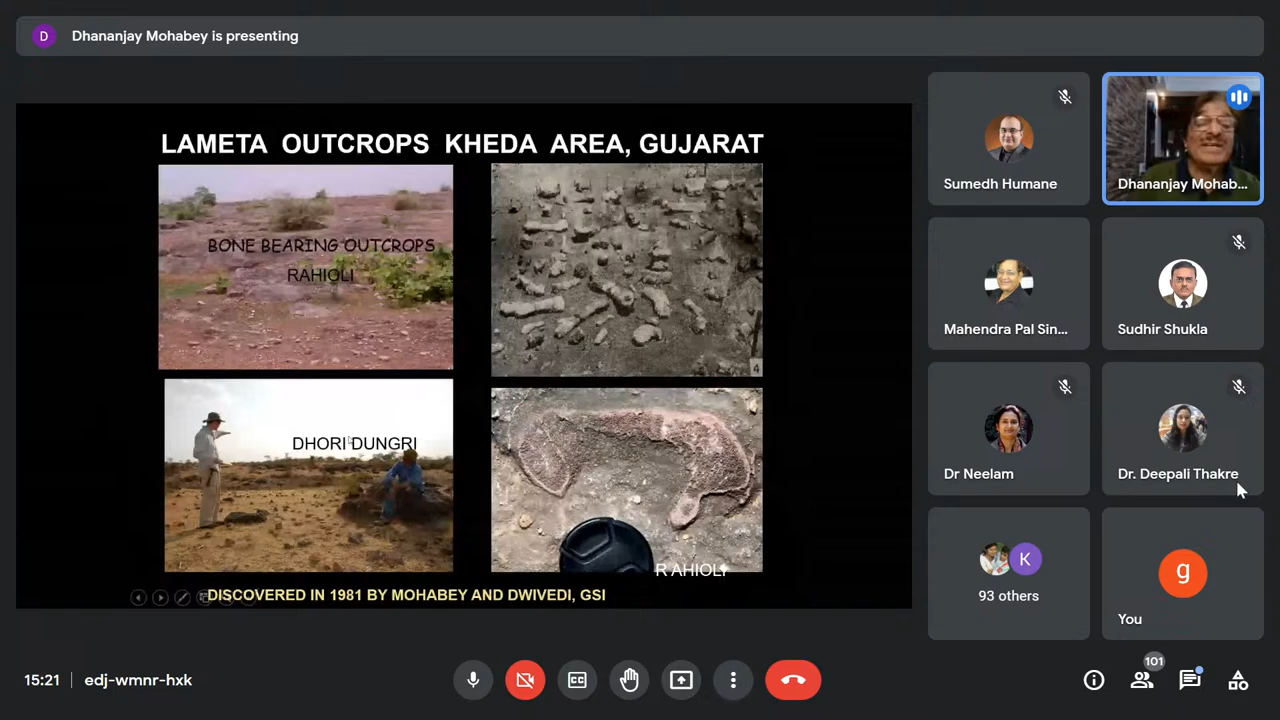 D
Dhananjay Mohabey is presenting
LAMETA OUTCROPS KHEDA AREA, GUJARAT
BONE BEARING OUTCROPS
RAHIOLI
4
DHORI DUNGRI
R AHIOLI
DISCOVERED IN 1981 BY MOHABEY AND DWIVEDI, GSI
Sumedh Humane
Dhananjay Mohab...
Mahendra Pal Sin...
Sudhir Shukla
Dr Neelam
Dr. Deepali Thakre
K
93 others
g
You
15:21 | edj-wmnr-hxk
101